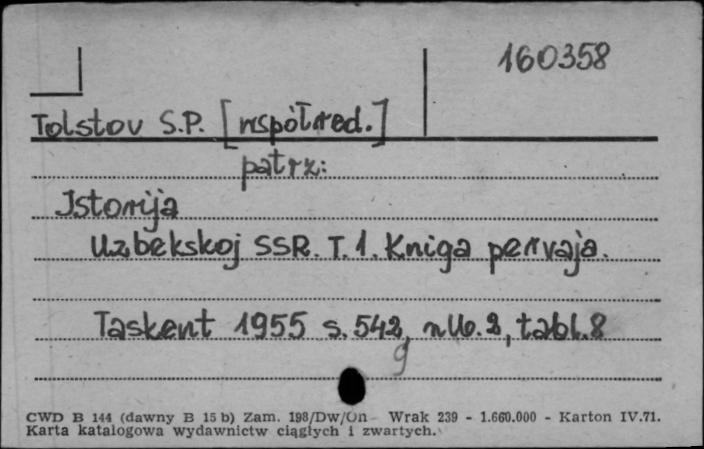 160358
Tolstov S.P. [współred.]
patrz:
Istorija
Uzbekskoj SSR. T. 1. Kniga pervaja.
Taskent 1955 s. 542, nlb. 2, tabl. 8
9
CWD B 144 (dawny B 15 b) Zam. 198/Dw/On Wrak 239 - 1.660.000 - Karton IV.71.
Karta katalogowa wydawnictw ciągłych i zwartych.